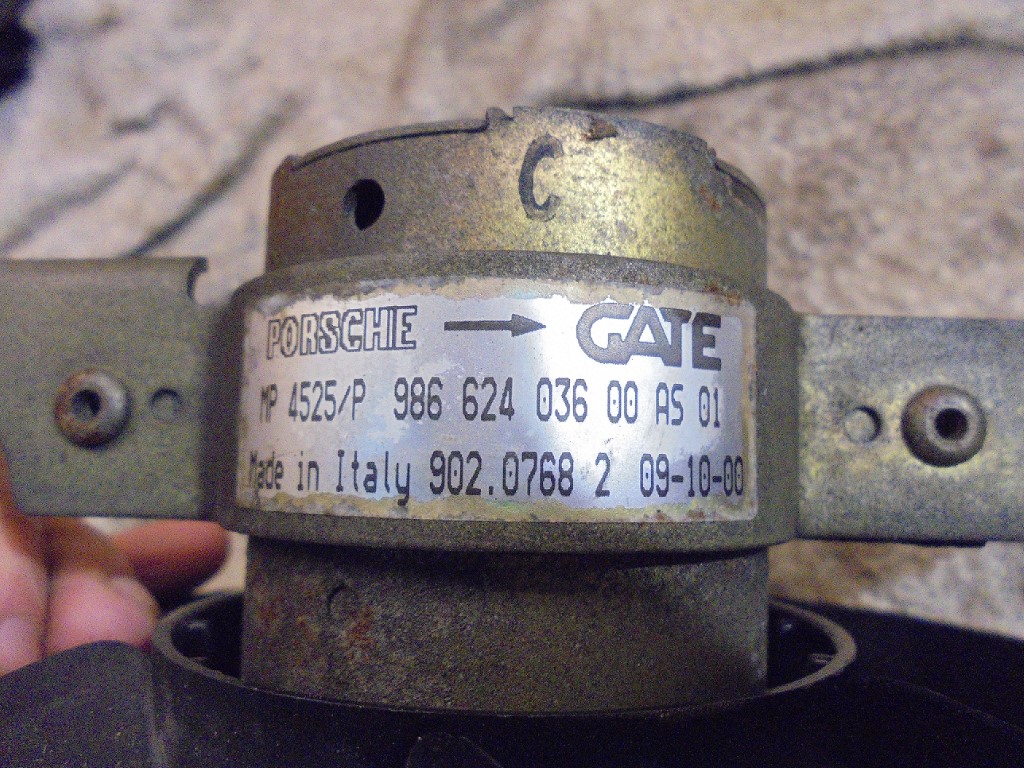 C
PORSCHE GATE
MP 4525/P 986 624 036 00 AS 01
Made in Italy 902.0768 2 09-10-00